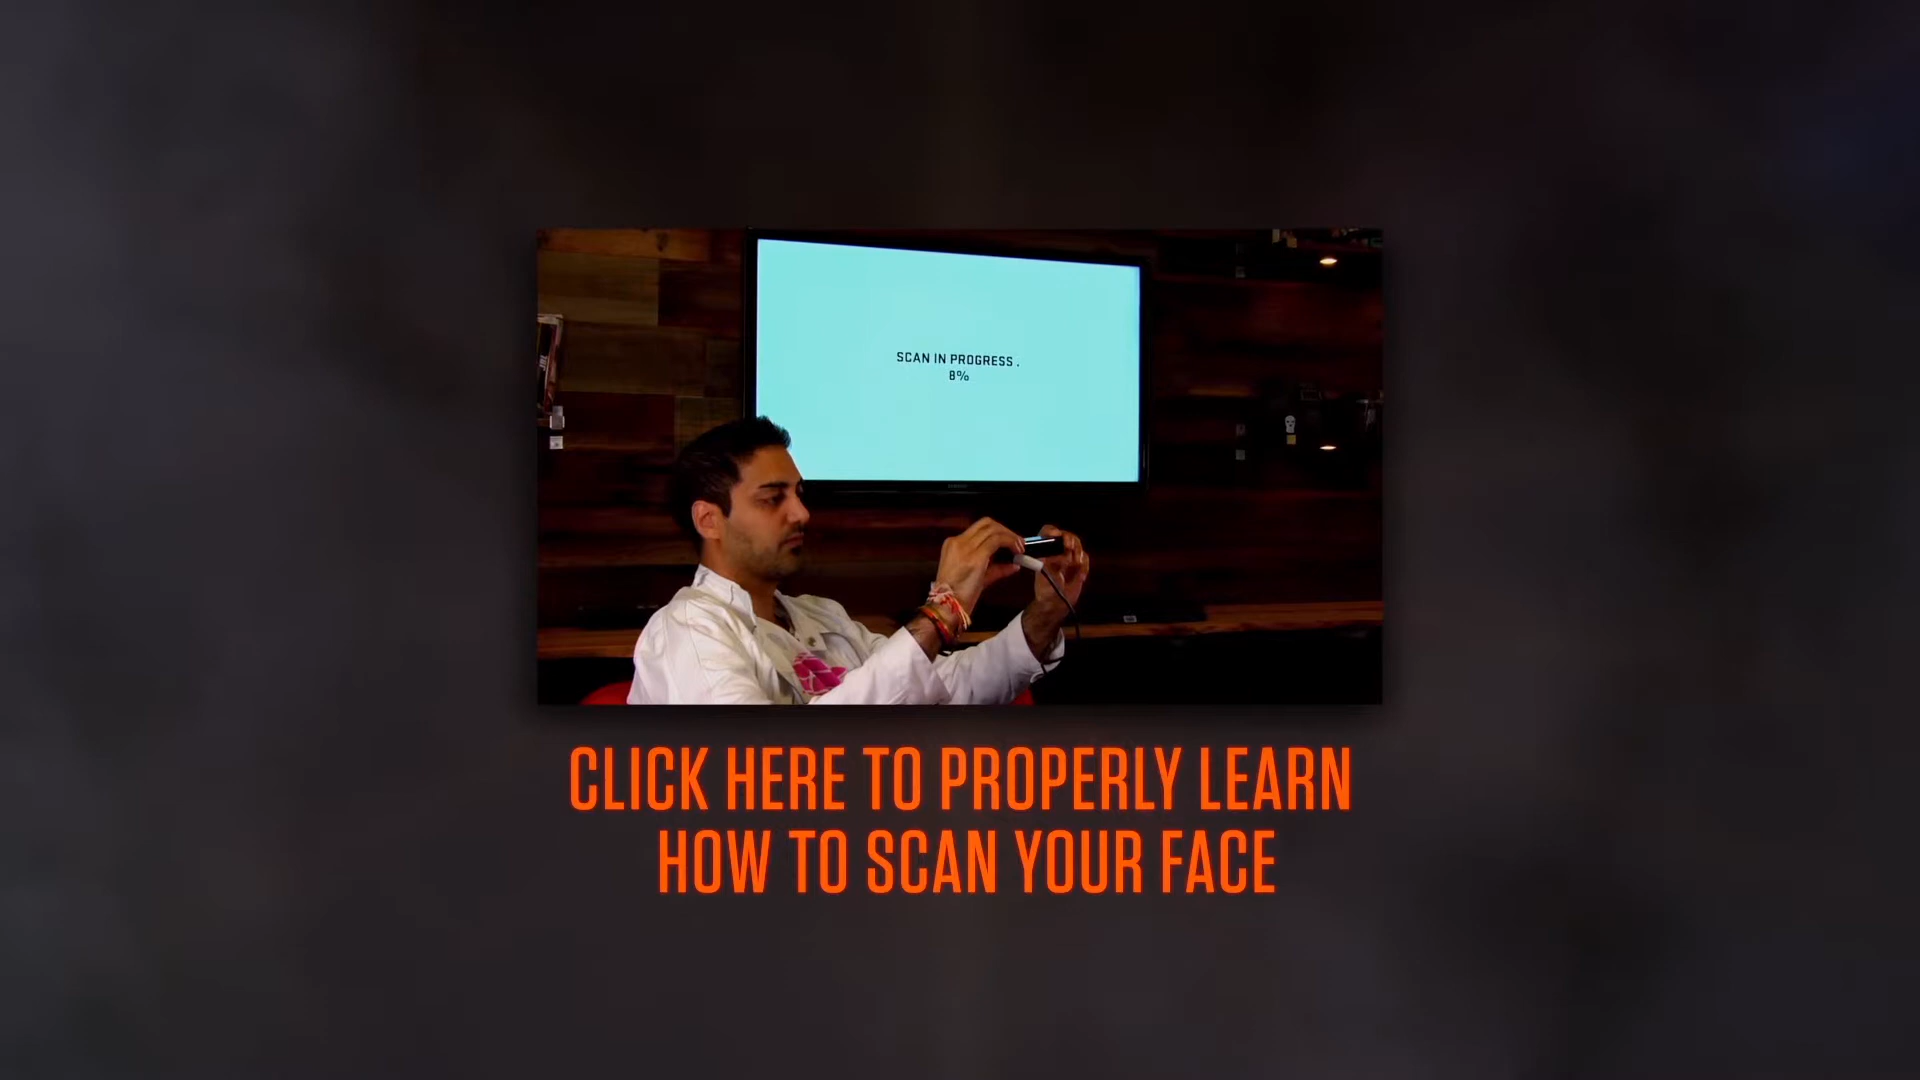 SCAN IN PROGRESS .
8%
CLICK HERE TO PROPERLY LEARN
HOW TO SCAN YOUR FACE